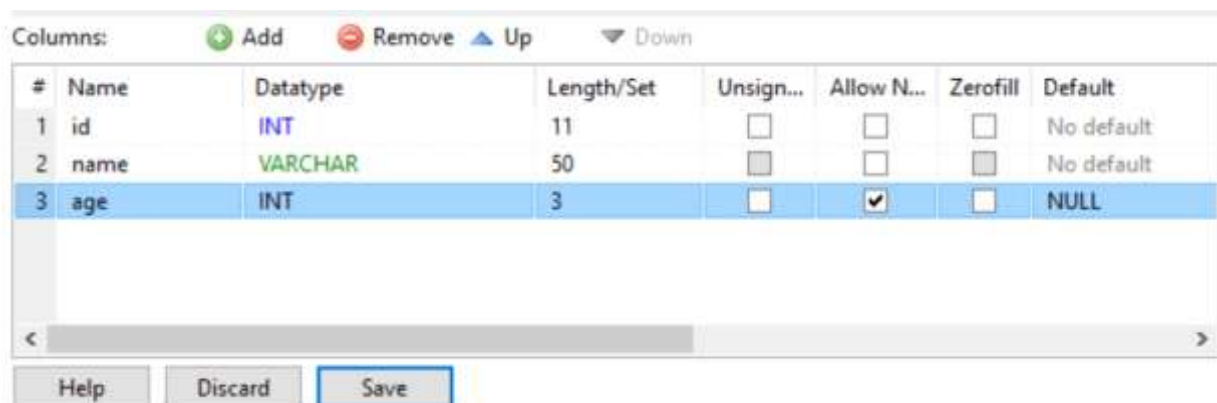 Columns: Add Remove Up Down
# Name Datatype Length/Set Unsign... Allow N... Zerofill Default
1 id INT 11 No default
2 name VARCHAR 50 No default
3 age INT 3 NULL
Help Discard Save